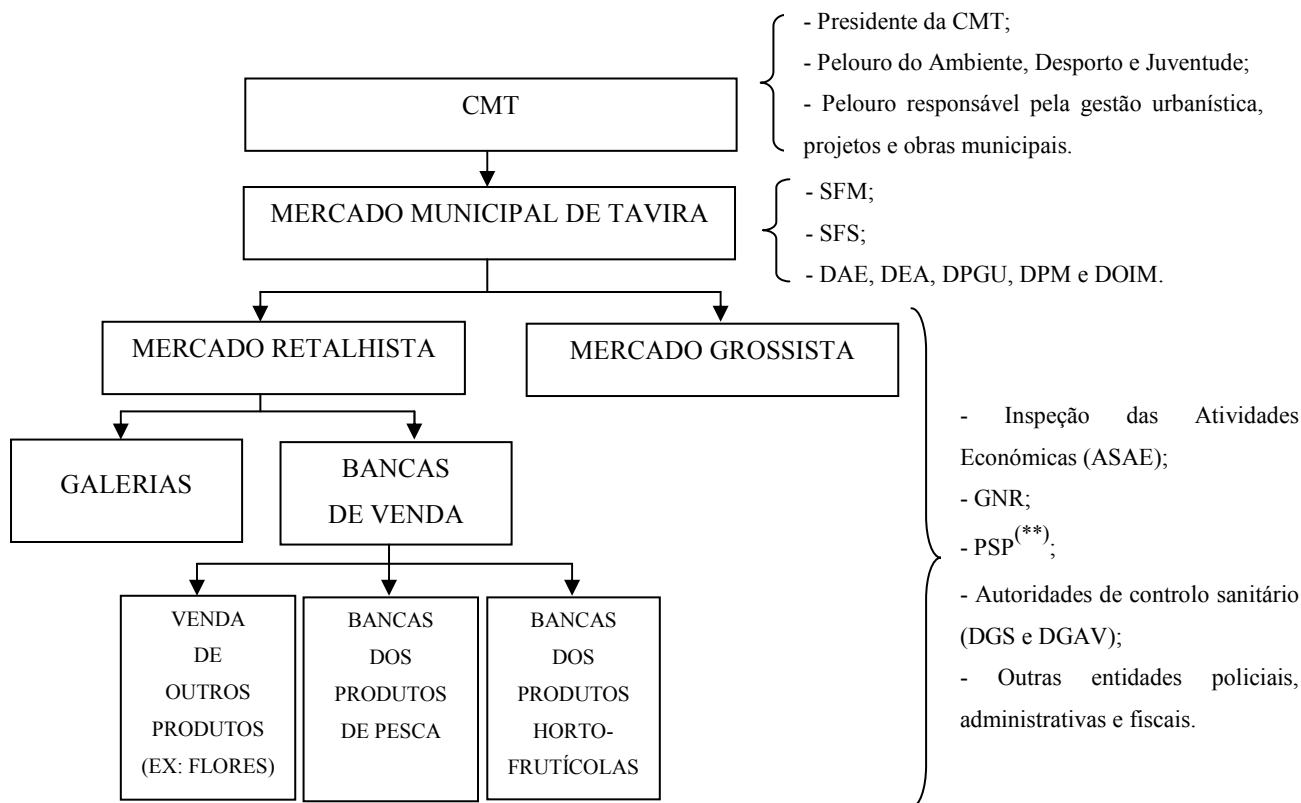 - Presidente da CMT;
- Pelouro do Ambiente, Desporto e Juventude;
- Pelouro responsável pela gestão urbanística,
projetos e obras municipais.
CMT
MERCADO MUNICIPAL DE TAVIRA
- SFM;
- SFS;
- DAE, DEA, DPGU, DPM e DOIM.
MERCADO RETALHISTA
MERCADO GROSSISTA
GALERIAS
BANCAS
DE VENDA
VENDA
DE
OUTROS
PRODUTOS
(EX: FLORES)
BANCAS
DOS
PRODUTOS
DE PESCA
BANCAS
DOS
PRODUTOS
HORTO-
FRUTÍCOLAS
- Inspeção das Atividades
Económicas (ASAE);
- GNR;
- PSP(**);
- Autoridades de controlo sanitário
(DGS e DGAV);
- Outras entidades policiais,
administrativas e fiscais.